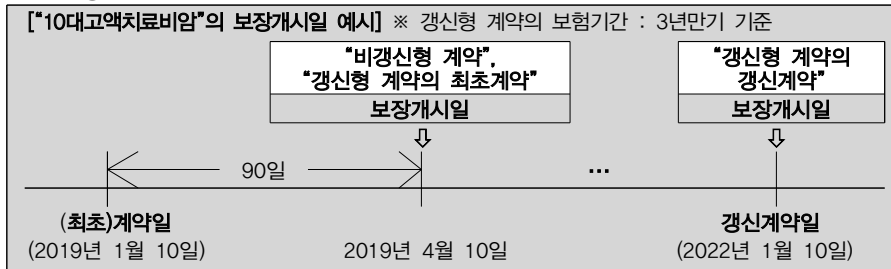 ["10대고액치료비암"의 보장개시일 예시] ※ 갱신형 계약의 보험기간 : 3년만기 기준
"비갱신형 계약",
"갱신형 계약의 최초계약"
보장개시일
"갱신형 계약의
갱신계약"
보장개시일
90일
...
(최초)계약일
(2019년 1월 10일)
2019년 4월 10일
갱신계약일
(2022년 1월 10일)